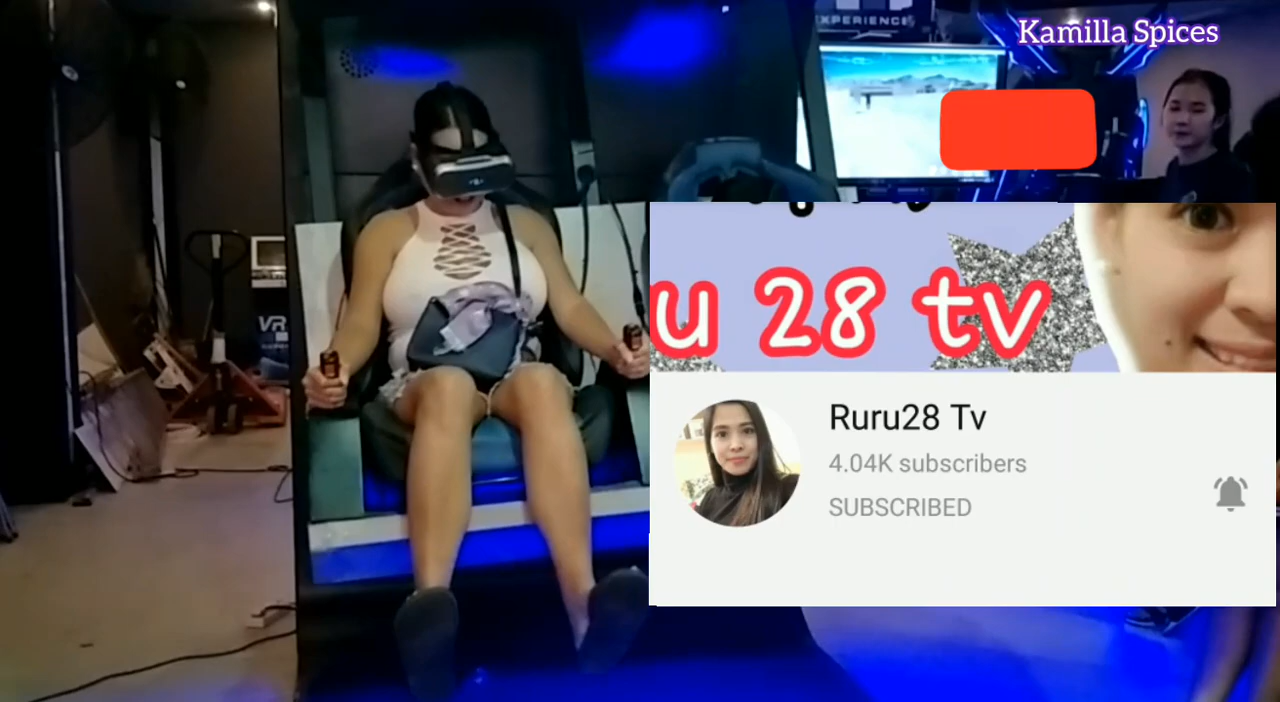 EXPERIENCE
Kamilla Spices
VR
u 28 tv
Ruru28 Tv
4.04K subscribers
SUBSCRIBED